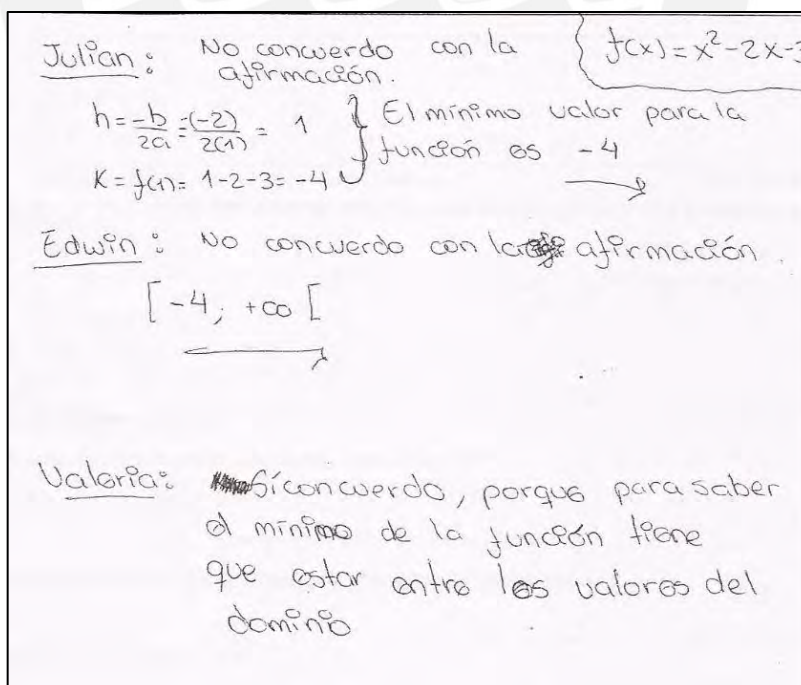 Julian: No concuerdo con la
afirmación.
f(x) = x²-2x-3
h = -b/2a = (-2)/2(1) = 1
K = f(1) = 1-2-3 = -4
El mínimo valor para la
función es -4
Edwin: No concuerdo con la afirmación.
[-4; +∞[
Valeria: Sí concuerdo, porque para saber
el mínimo de la función tiene
que estar entre los valores del
dominio